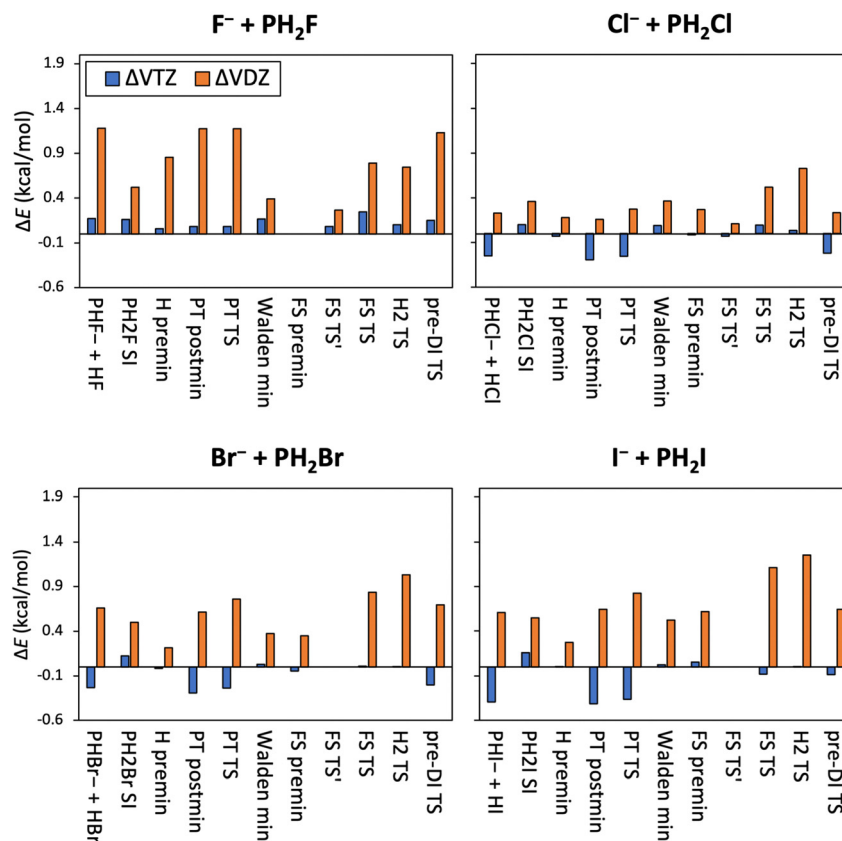 F⁻ + PH₂F
Cl⁻ + PH₂Cl
ΔE (kcal/mol)
1.9
1.4
0.9
0.4
-0.1
-0.6
ΔVTZ ΔVDZ
PHF− + HF
PH2F SI
H premin
PT postmin
PT TS
Walden min
FS premin
FS TS'
FS TS
H2 TS
pre-DI TS
PHCl− + HCl
PH2Cl SI
H premin
PT postmin
PT TS
Walden min
FS premin
FS TS'
FS TS
H2 TS
pre-DI TS
Br⁻ + PH₂Br
I⁻ + PH₂I
ΔE (kcal/mol)
1.9
1.4
0.9
0.4
-0.1
-0.6
PHBr− + HBr
PH2Br SI
H premin
PT postmin
PT TS
Walden min
FS premin
FS TS'
FS TS
H2 TS
pre-DI TS
PHI− + HI
PH2I SI
H premin
PT postmin
PT TS
Walden min
FS premin
FS TS'
FS TS
H2 TS
pre-DI TS